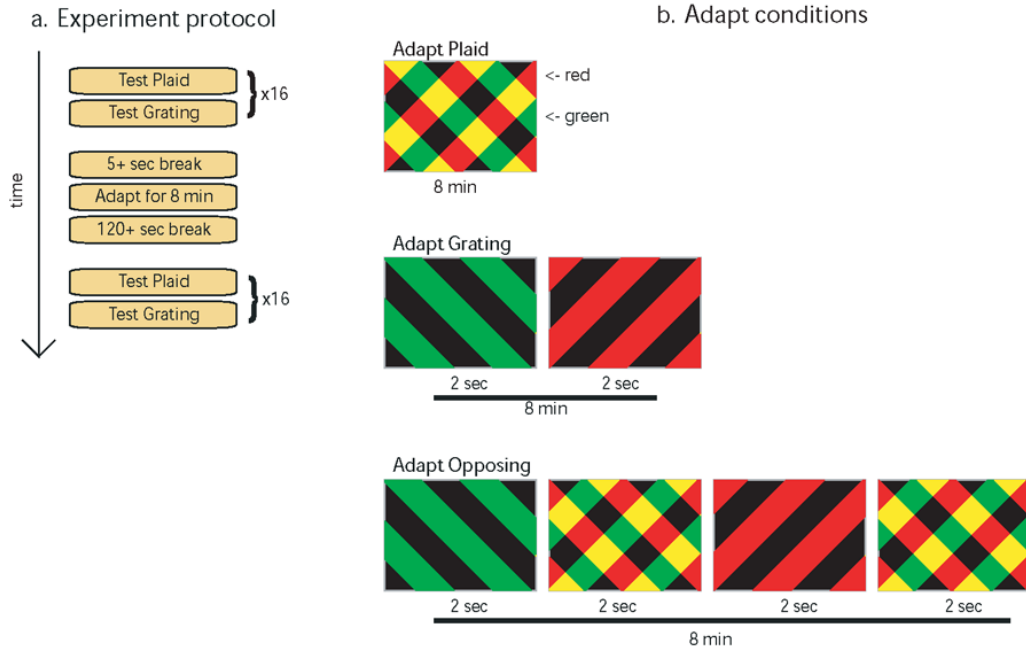 a. Experiment protocol
time
Test Plaid
Test Grating
x16
5+ sec break
Adapt for 8 min
120+ sec break
Test Plaid
Test Grating
x16
b. Adapt conditions
Adapt Plaid
<- red
<- green
8 min
Adapt Grating
2 sec 2 sec
8 min
Adapt Opposing
2 sec 2 sec 2 sec 2 sec
8 min